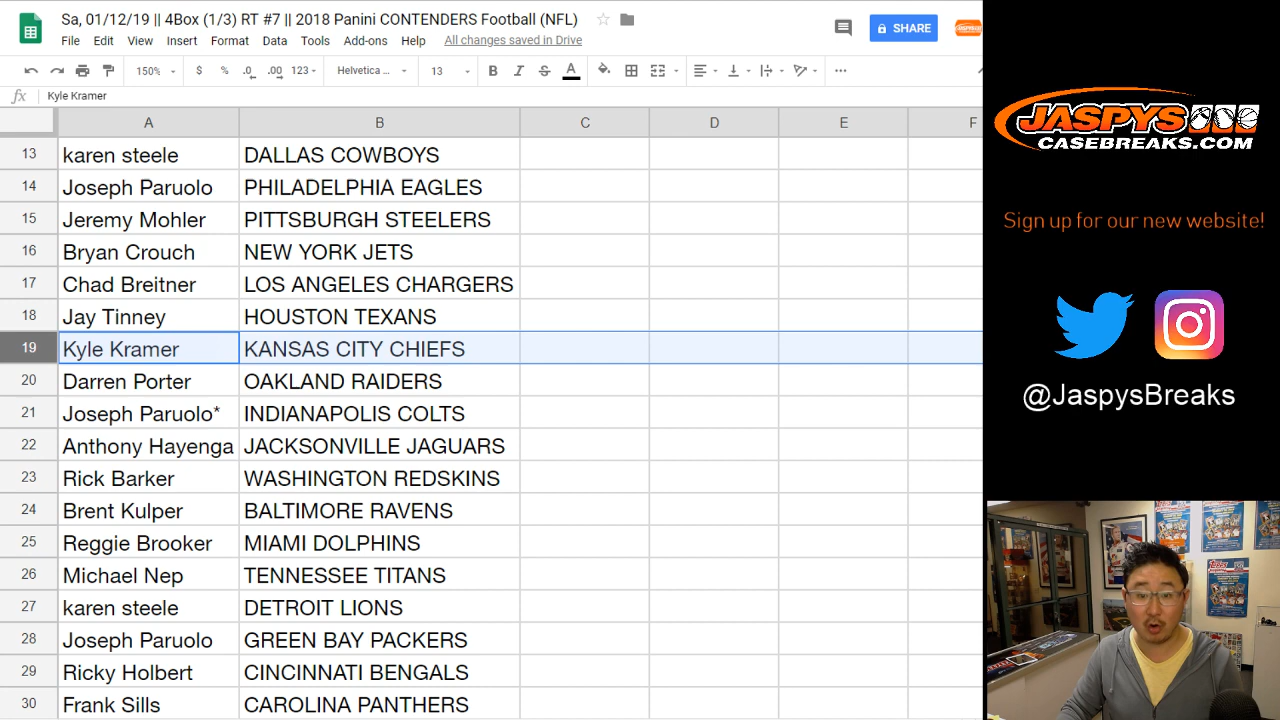 Sa, 01/12/19 || 4Box (1/3) RT #7 || 2018 Panini CONTENDERS Football (NFL)
File Edit View Insert Format Data Tools Add-ons Help All changes saved in Drive
SHARE
150% $ % .0 .00 123 Helvetica ... 13 B I S A
fx Kyle Kramer
A B C D E F
13 karen steele DALLAS COWBOYS
14 Joseph Paruolo PHILADELPHIA EAGLES
15 Jeremy Mohler PITTSBURGH STEELERS
16 Bryan Crouch NEW YORK JETS
17 Chad Breitner LOS ANGELES CHARGERS
18 Jay Tinney HOUSTON TEXANS
19 Kyle Kramer KANSAS CITY CHIEFS
20 Darren Porter OAKLAND RAIDERS
21 Joseph Paruolo* INDIANAPOLIS COLTS
22 Anthony Hayenga JACKSONVILLE JAGUARS
23 Rick Barker WASHINGTON REDSKINS
24 Brent Kulper BALTIMORE RAVENS
25 Reggie Brooker MIAMI DOLPHINS
26 Michael Nep TENNESSEE TITANS
27 karen steele DETROIT LIONS
28 Joseph Paruolo GREEN BAY PACKERS
29 Ricky Holbert CINCINNATI BENGALS
30 Frank Sills CAROLINA PANTHERS
JASPYS
CASEBREAKS.COM
Sign up for our new website!
@JaspysBreaks
Topps